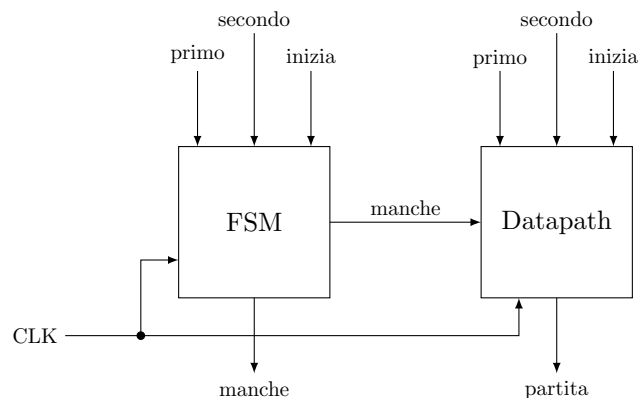 secondo
secondo
primo
inizia
primo
inizia
manche
FSM
Datapath
CLK
manche
partita